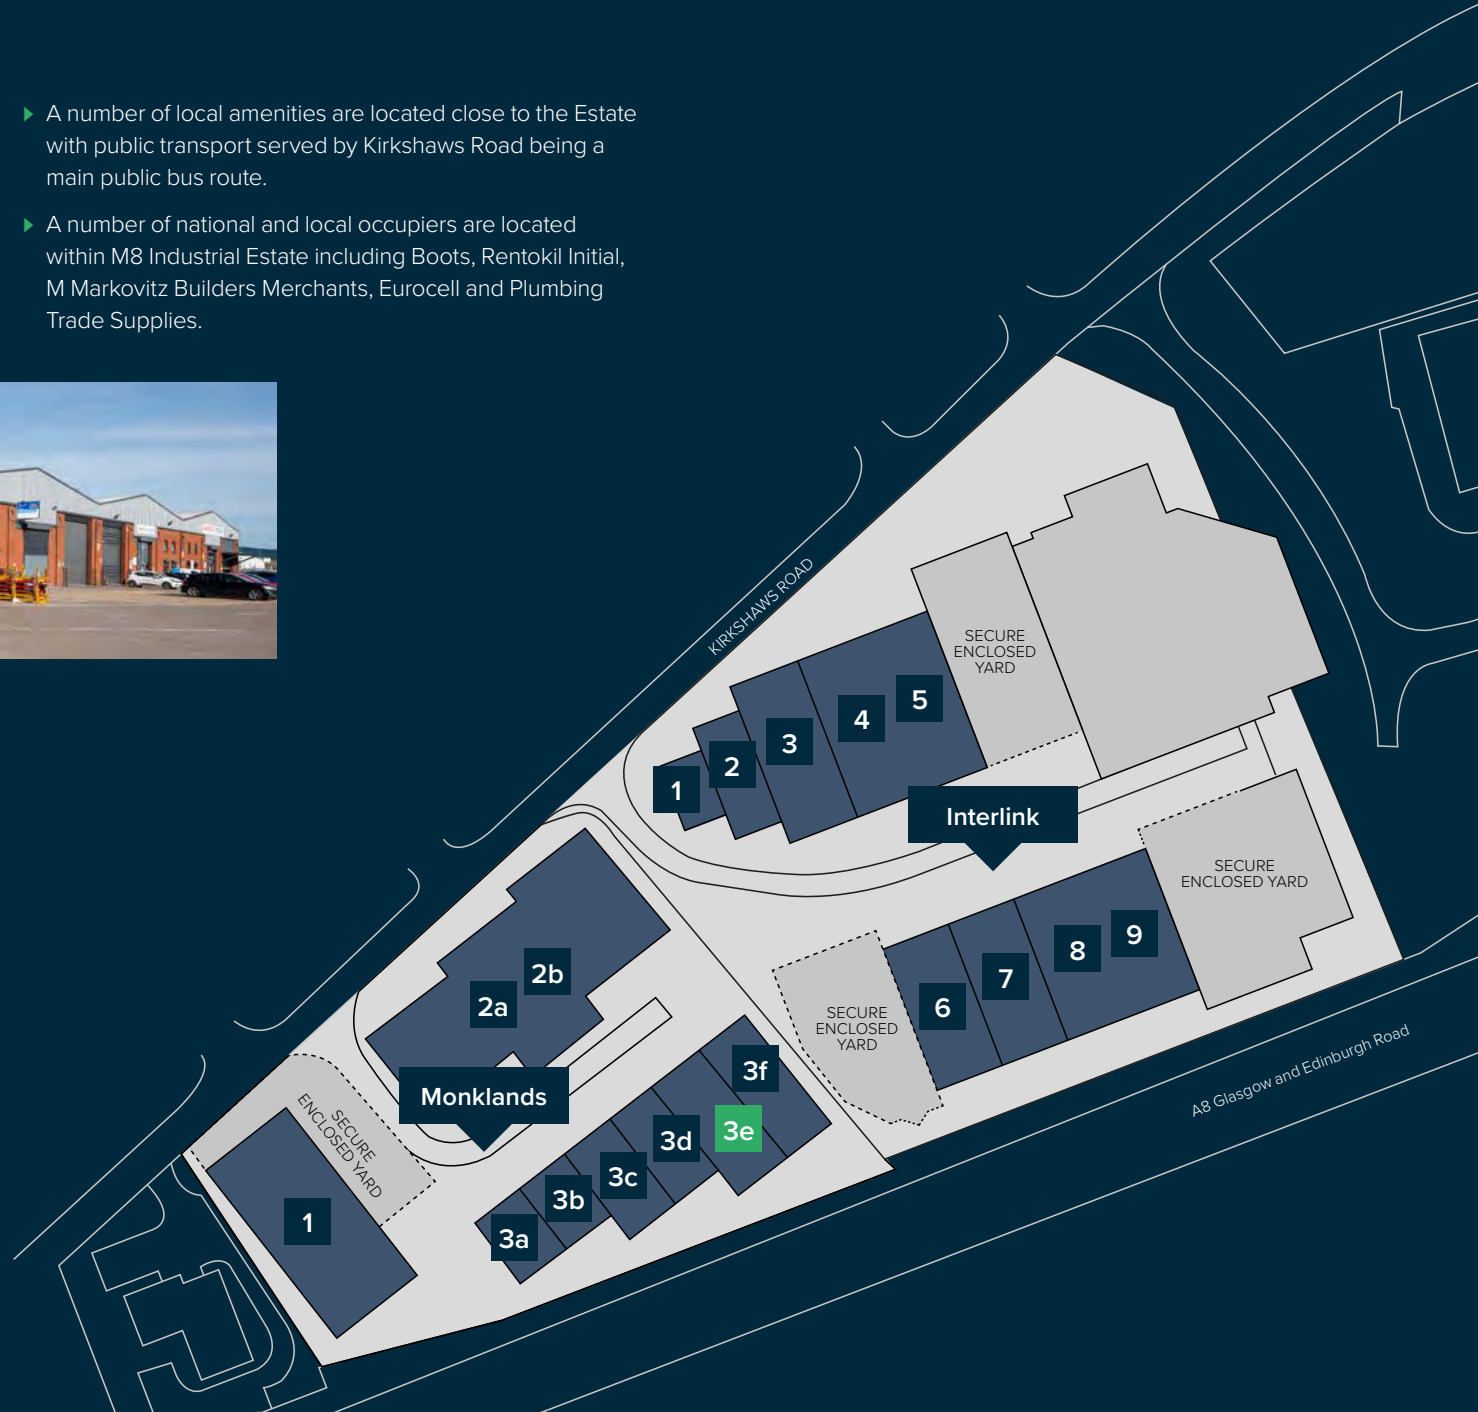 A number of local amenities are located close to the Estate
with public transport served by Kirkshaws Road being a
main public bus route.
A number of national and local occupiers are located
within M8 Industrial Estate including Boots, Rentokil Initial,
M Markovitz Builders Merchants, Eurocell and Plumbing
Trade Supplies.
KIRKSHAWS ROAD
SECURE
ENCLOSED
YARD
5
4
3
2
1
Interlink
SECURE
ENCLOSED YARD
9
8
7
6
SECURE
ENCLOSED
YARD
2b
2a
A8 Glasgow and Edinburgh Road
Monklands
3f
3e
3d
3c
3b
3a
SECURE
ENCLOSED YARD
1